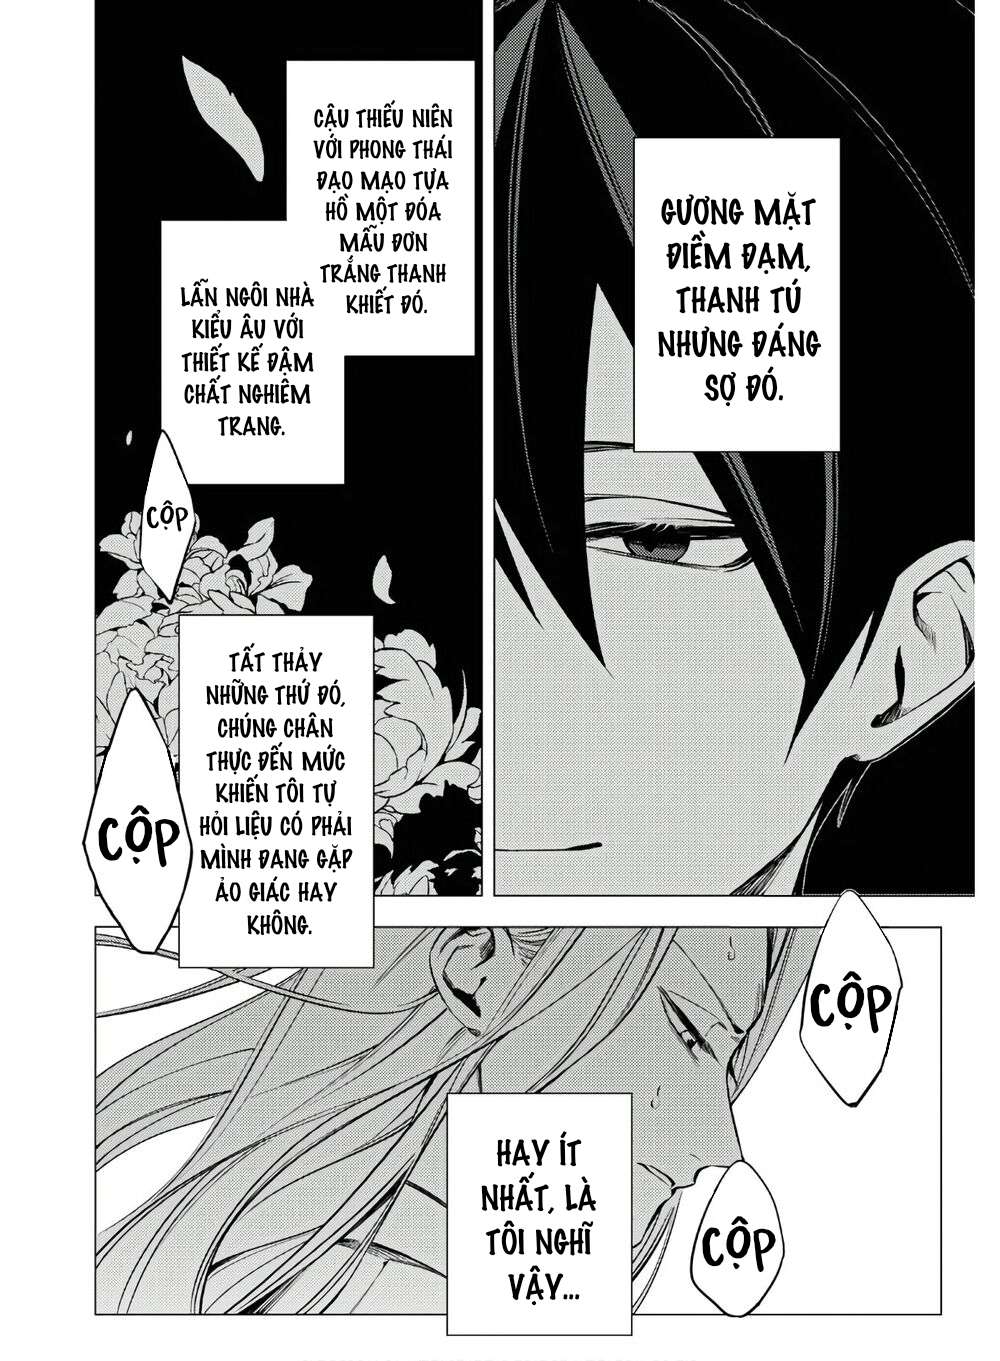 GƯƠNG MẶT
ĐIỀM ĐẠM,
THANH TÚ
NHƯNG ĐÁNG
SỢ ĐÓ.
CẬU THIẾU NIÊN
VỚI PHONG THÁI
ĐẠO MẠO TỰA
HỒ MỘT ĐÓA
MẪU ĐƠN
TRẮNG THANH
KHIẾT ĐÓ.
LẪN NGÔI NHÀ
KIỂU ÂU VỚI
THIẾT KẾ ĐẬM
CHẤT NGHIÊM
TRANG.
CỘP
TẤT THẢY
NHỮNG THỨ ĐÓ,
CHÚNG CHÂN
THỰC ĐẾN MỨC
KHIẾN TÔI TỰ
HỎI LIỆU CÓ PHẢI
MÌNH ĐANG GẶP
ẢO GIÁC HAY
KHÔNG.
CỘP
CỘP
HAY ÍT
NHẤT, LÀ
TÔI NGHĨ
VẬY...
CỘP